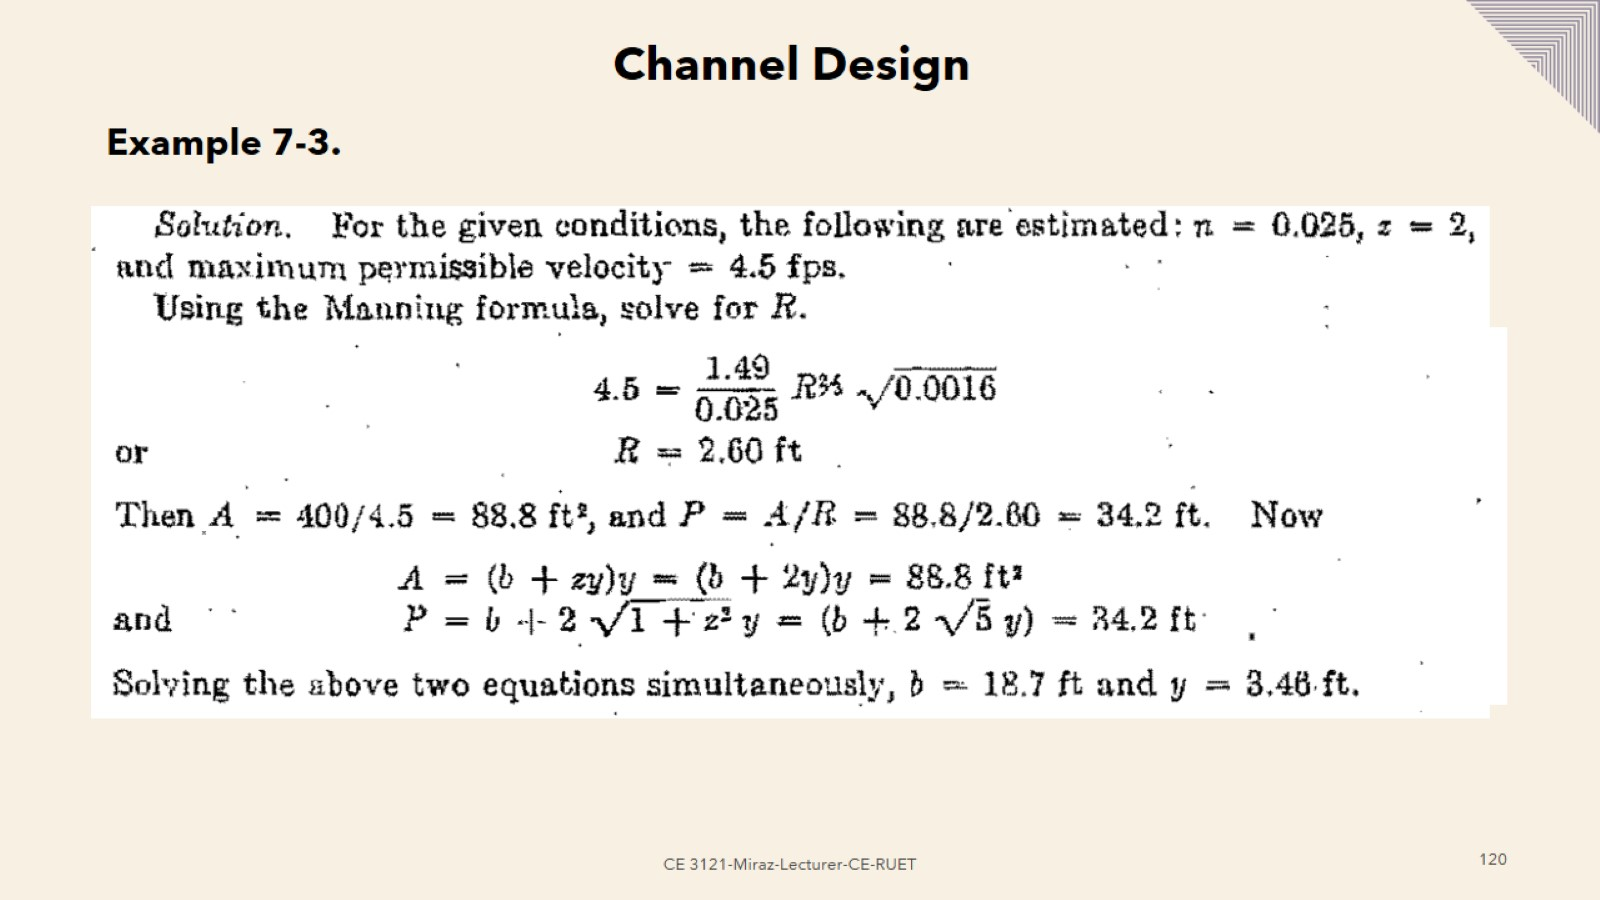 Channel Design
Example 7-3.
Solution. For the given conditions, the following are estimated: n = 0.025, z = 2,
and maximum permissible velocity = 4.5 fps.
Using the Manning formula, solve for R.
4.5 = 1.49/0.025 R⅔ √0.0016
or R = 2.60 ft
Then A = 400/4.5 = 88.8 ft², and P = A/R = 88.8/2.60 = 34.2 ft. Now
A = (b + zy)y = (b + 2y)y = 88.8 ft²
and P = b + 2 √1 + z² y = (b + 2 √5 y) = 34.2 ft
Solving the above two equations simultaneously, b = 18.7 ft and y = 3.46 ft.
CE 3121-Miraz-Lecturer-CE-RUET
120